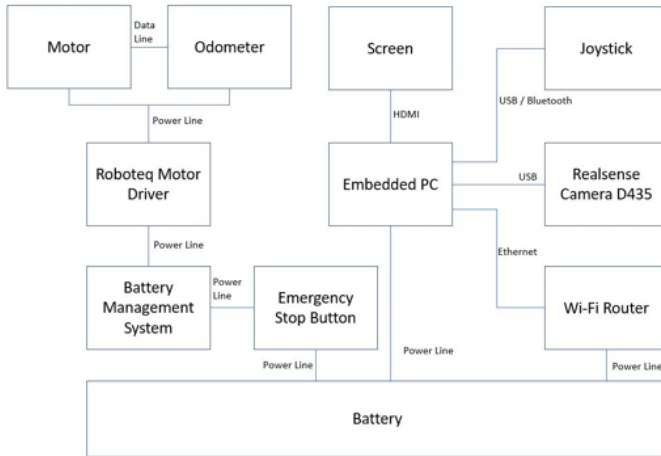 Motor
Data
Line
Odometer
Screen
Joystick
Power Line
HDMI
USB / Bluetooth
Roboteq Motor
Driver
Embedded PC
USB
Realsense
Camera D435
Power Line
Ethernet
Battery
Management
System
Power
Line
Emergency
Stop Button
Wi-Fi Router
Power Line
Power Line
Power Line
Battery